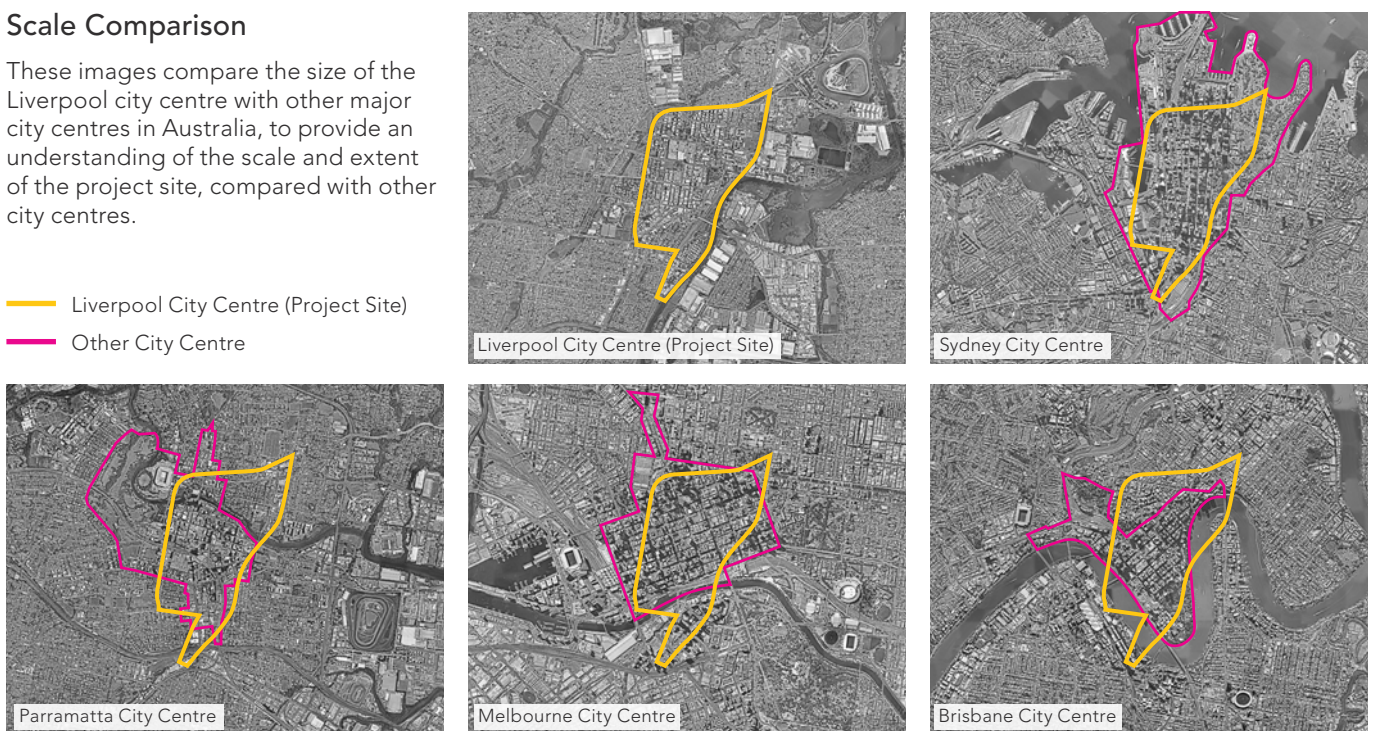 Scale Comparison
These images compare the size of the
Liverpool city centre with other major
city centres in Australia, to provide an
understanding of the scale and extent
of the project site, compared with other
city centres.
Liverpool City Centre (Project Site)
Other City Centre
Liverpool City Centre (Project Site)
Sydney City Centre
Parramatta City Centre
Melbourne City Centre
Brisbane City Centre